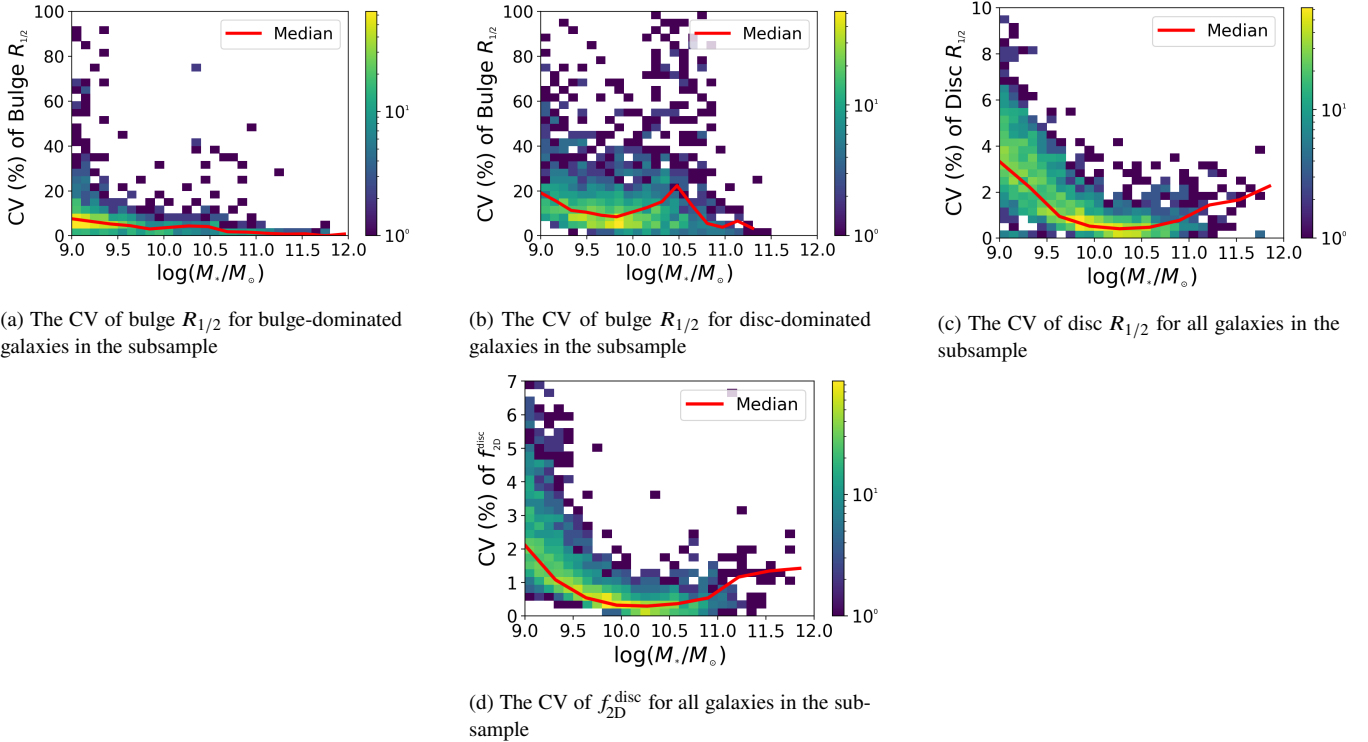 100
80
60
40
20
0
CV (%) of Bulge R1/2
Median
10¹
10⁰
9.0 9.5 10.0 10.5 11.0 11.5 12.0
log(M*/M⊙)
(a) The CV of bulge R1/2 for bulge-dominated
galaxies in the subsample
100
80
60
40
20
0
CV (%) of Bulge R1/2
Median
10¹
10⁰
9.0 9.5 10.0 10.5 11.0 11.5 12.0
log(M*/M⊙)
(b) The CV of bulge R1/2 for disc-dominated
galaxies in the subsample
10
8
6
4
2
0
CV (%) of Disc R1/2
Median
10¹
10⁰
9.0 9.5 10.0 10.5 11.0 11.5 12.0
log(M*/M⊙)
(c) The CV of disc R1/2 for all galaxies in the
subsample
7
6
5
4
3
2
1
0
CV (%) of f2D^disc
Median
10¹
10⁰
9.0 9.5 10.0 10.5 11.0 11.5 12.0
log(M*/M⊙)
(d) The CV of f2D^disc for all galaxies in the sub-
sample